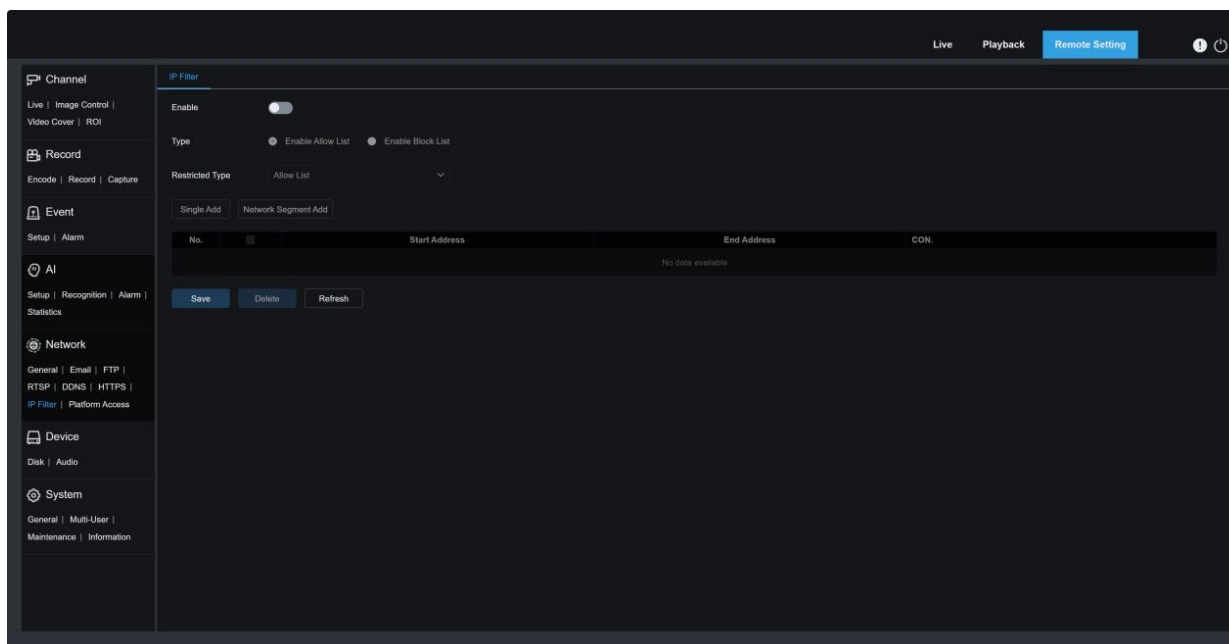 Live Playback Remote Setting
Channel
Live | Image Control |
Video Cover | ROI
Record
Encode | Record | Capture
Event
Setup | Alarm
AI
Setup | Recognition | Alarm |
Statistics
Network
General | Email | FTP |
RTSP | DDNS | HTTPS |
IP Filter | Platform Access
Device
Disk | Audio
System
General | Multi-User |
Maintenance | Information
IP Filter
Enable
Type Enable Allow List Enable Block List
Restricted Type Allow List
Single Add Network Segment Add
No. Start Address End Address CON.
No data available
Save Delete Refresh